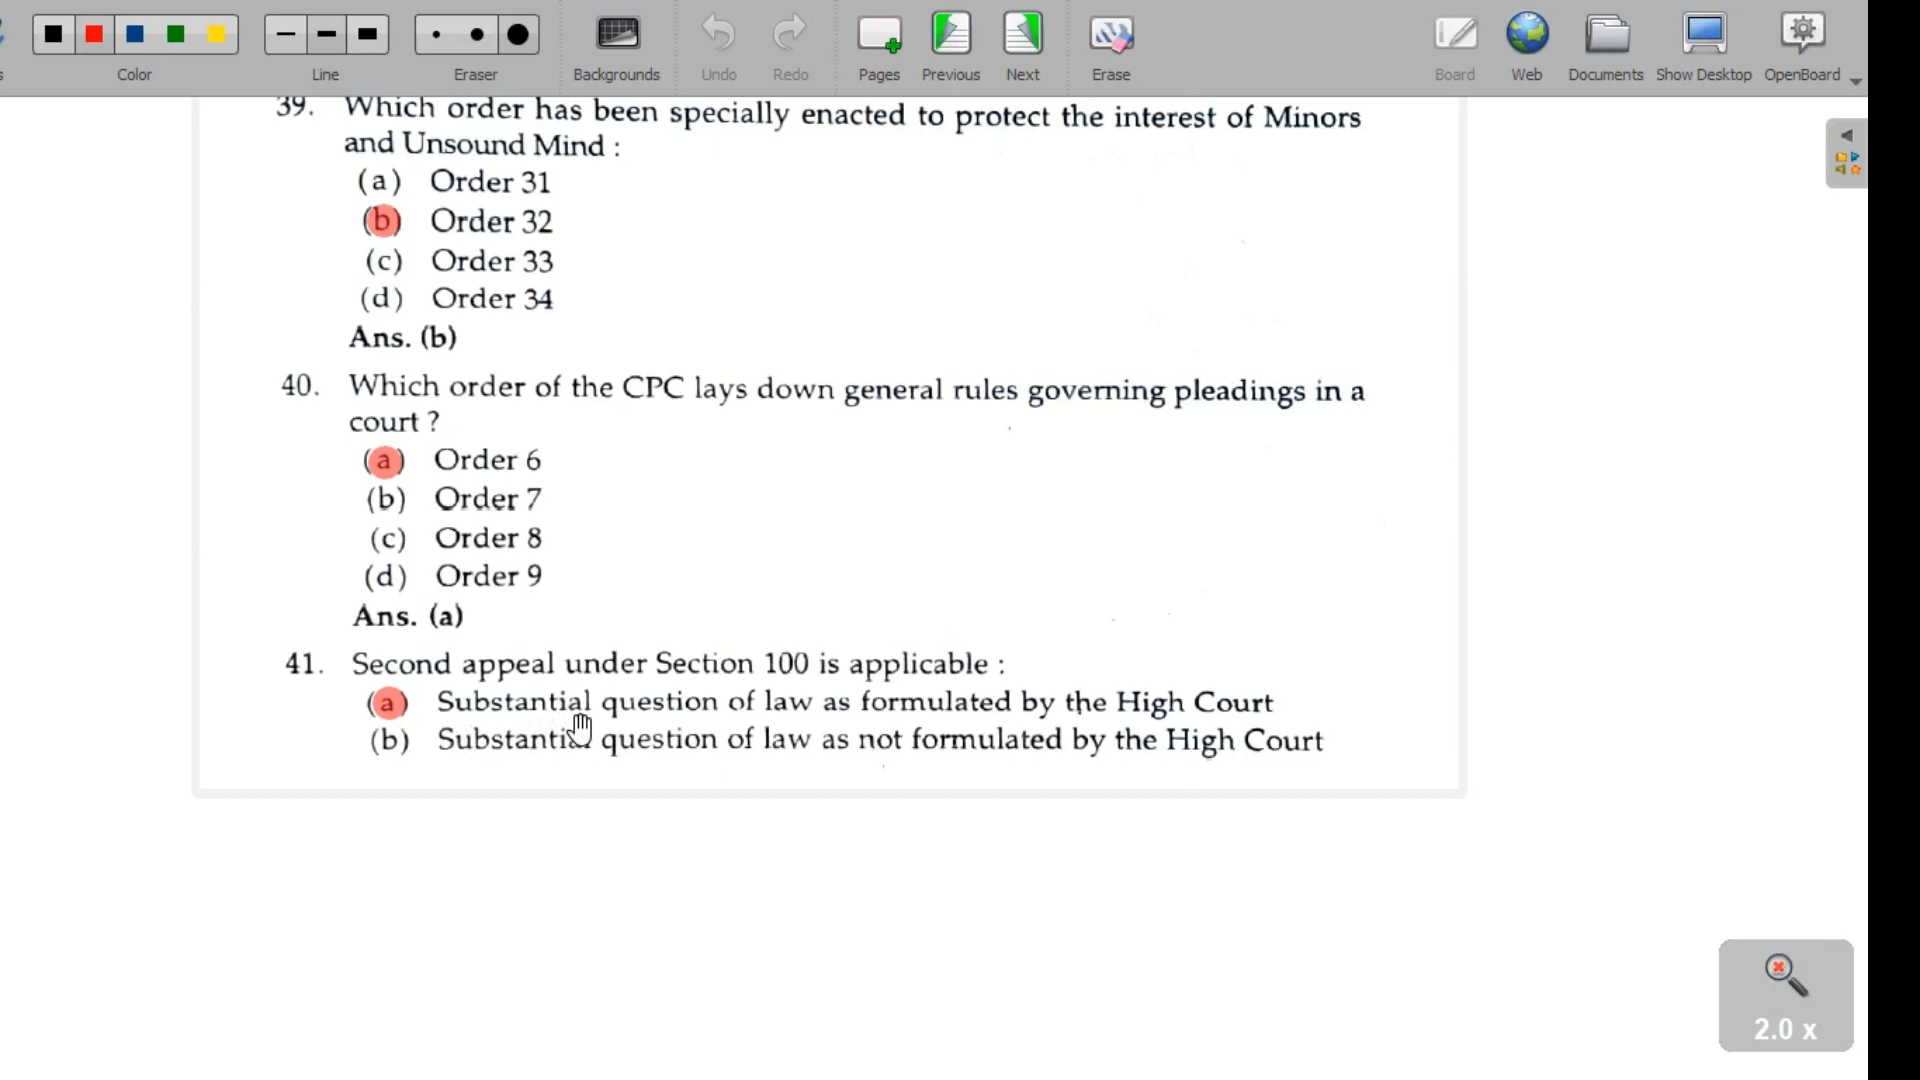 Color
Line
Eraser
Backgrounds
Undo
Redo
Pages
Previous
Next
Erase
Board
Web
Documents
Show Desktop
OpenBoard
39. Which order has been specially enacted to protect the interest of Minors
and Unsound Mind :
(a) Order 31
(b) Order 32
(c) Order 33
(d) Order 34
Ans. (b)
40. Which order of the CPC lays down general rules governing pleadings in a
court ?
(a) Order 6
(b) Order 7
(c) Order 8
(d) Order 9
Ans. (a)
41. Second appeal under Section 100 is applicable :
(a) Substantial question of law as formulated by the High Court
(b) Substantial question of law as not formulated by the High Court
2.0 x